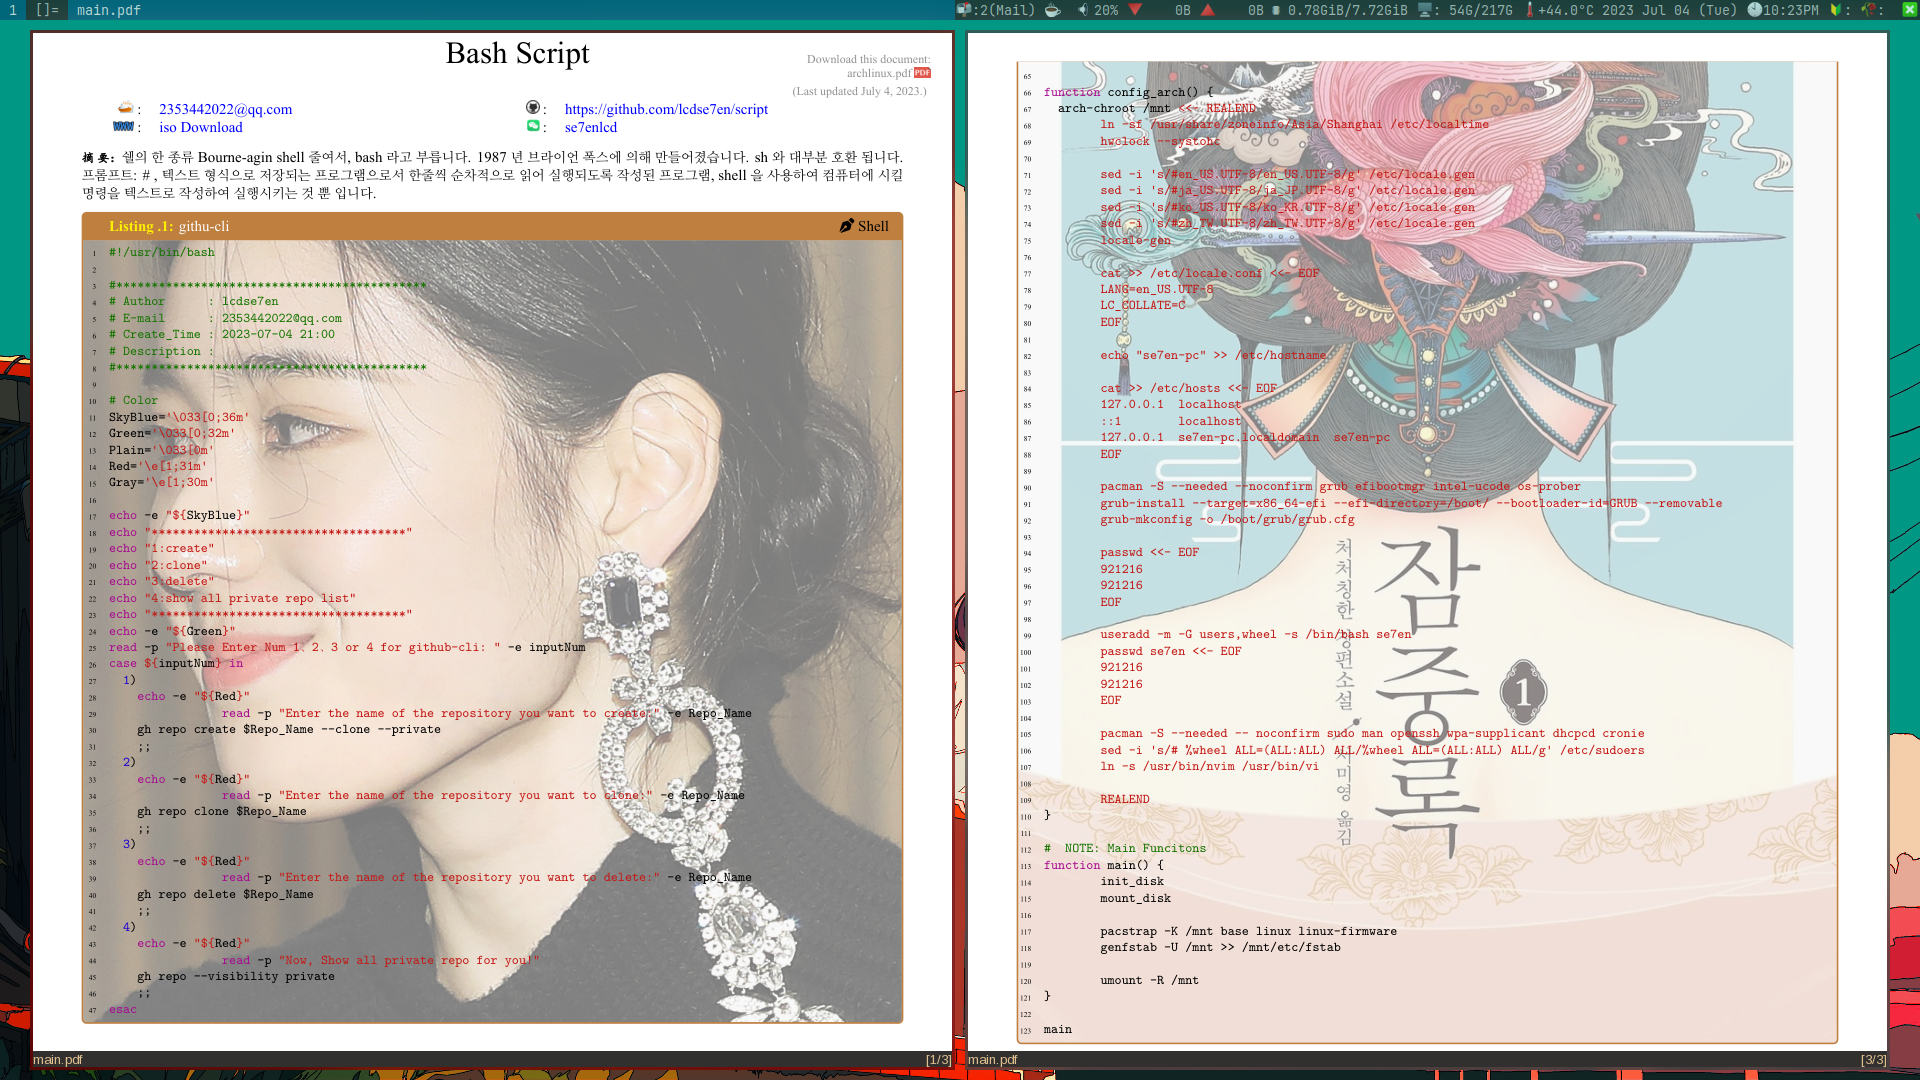 1 []= main.pdf
:2(Mail) 20% 0B 0B 0.78GiB/7.72GiB : 54G/217G +44.0°C 2023 Jul 04 (Tue) 10:23PM : :
Bash Script
Download this document:
archlinux.pdf PDF
(Last updated July 4, 2023.)
: 2353442022@qq.com : https://github.com/lcdse7en/script
WWW : iso Download : se7enlcd
摘 要: 쉘의 한 종류 Bourne-agin shell 줄여서, bash 라고 부릅니다. 1987 년 브라이언 폭스에 의해 만들어졌습니다. sh 와 대부분 호환 됩니다.
프롬프트: # , 텍스트 형식으로 저장되는 프로그램으로서 한줄씩 순차적으로 읽어 실행되도록 작성된 프로그램, shell 을 사용하여 컴퓨터에 시킬
명령을 텍스트로 작성하여 실행시키는 것 뿐 입니다.
Listing .1: githu-cli Shell
1 #!/usr/bin/bash
2
3 #********************************************
4 # Author : lcdse7en
5 # E-mail : 2353442022@qq.com
6 # Create_Time : 2023-07-04 21:00
7 # Description :
8 #********************************************
9
10 # Color
11 SkyBlue='\033[0;36m'
12 Green='\033[0;32m'
13 Plain='\033[0m'
14 Red='\e[1;31m'
15 Gray='\e[1;30m'
16
17 echo -e "${SkyBlue}"
18 echo "************************************"
19 echo "1:create"
20 echo "2:clone"
21 echo "3:delete"
22 echo "4:show all private repo list"
23 echo "************************************"
24 echo -e "${Green}"
25 read -p "Please Enter Num 1、2、3 or 4 for github-cli: " -e inputNum
26 case ${inputNum} in
27 1)
28 echo -e "${Red}"
29 read -p "Enter the name of the repository you want to create:" -e Repo_Name
30 gh repo create $Repo_Name --clone --private
31 ;;
32 2)
33 echo -e "${Red}"
34 read -p "Enter the name of the repository you want to clone:" -e Repo_Name
35 gh repo clone $Repo_Name
36 ;;
37 3)
38 echo -e "${Red}"
39 read -p "Enter the name of the repository you want to delete:" -e Repo_Name
40 gh repo delete $Repo_Name
41 ;;
42 4)
43 echo -e "${Red}"
44 read -p "Now, Show all private repo for you!"
45 gh repo --visibility private
46 ;;
47 esac
main.pdf [1/3]
65
66 function config_arch() {
67 arch-chroot /mnt <<- REALEND
68 ln -sf /usr/share/zoneinfo/Asia/Shanghai /etc/localtime
69 hwclock --systohc
70
71 sed -i 's/#en_US.UTF-8/en_US.UTF-8/g' /etc/locale.gen
72 sed -i 's/#ja_US.UTF-8/ja_JP.UTF-8/g' /etc/locale.gen
73 sed -i 's/#ko_US.UTF-8/ko_KR.UTF-8/g' /etc/locale.gen
74 sed -i 's/#zh_TW.UTF-8/zh_TW.UTF-8/g' /etc/locale.gen
75 locale-gen
76
77 cat >> /etc/locale.conf <<- EOF
78 LANG=en_US.UTF-8
79 LC_COLLATE=C
80 EOF
81
82 echo "se7en-pc" >> /etc/hostname
83
84 cat >> /etc/hosts <<- EOF
85 127.0.0.1 localhost
86 ::1 localhost
87 127.0.0.1 se7en-pc.localdomain se7en-pc
88 EOF
89
90 pacman -S --needed --noconfirm grub efibootmgr intel-ucode os-prober
91 grub-install --target=x86_64-efi --efi-directory=/boot/ --bootloader-id=GRUB --removable
92 grub-mkconfig -o /boot/grub/grub.cfg
93
94 passwd <<- EOF
95 921216
96 921216
97 EOF
98
99 useradd -m -G users,wheel -s /bin/bash se7en
100 passwd se7en <<- EOF
101 921216
102 921216
103 EOF
104
105 pacman -S --needed -- noconfirm sudo man openssh wpa-supplicant dhcpcd cronie
106 sed -i 's/# %wheel ALL=(ALL:ALL) ALL/%wheel ALL=(ALL:ALL) ALL/g' /etc/sudoers
107 ln -s /usr/bin/nvim /usr/bin/vi
108
109 REALEND
110 }
111
112 # NOTE: Main Funcitons
113 function main() {
114 init_disk
115 mount_disk
116
117 pacstrap -K /mnt base linux linux-firmware
118 genfstab -U /mnt >> /mnt/etc/fstab
119
120 umount -R /mnt
121 }
122
123 main
잠중록
1
처처칭한 장편소설
서미영 옮김
main.pdf [3/3]